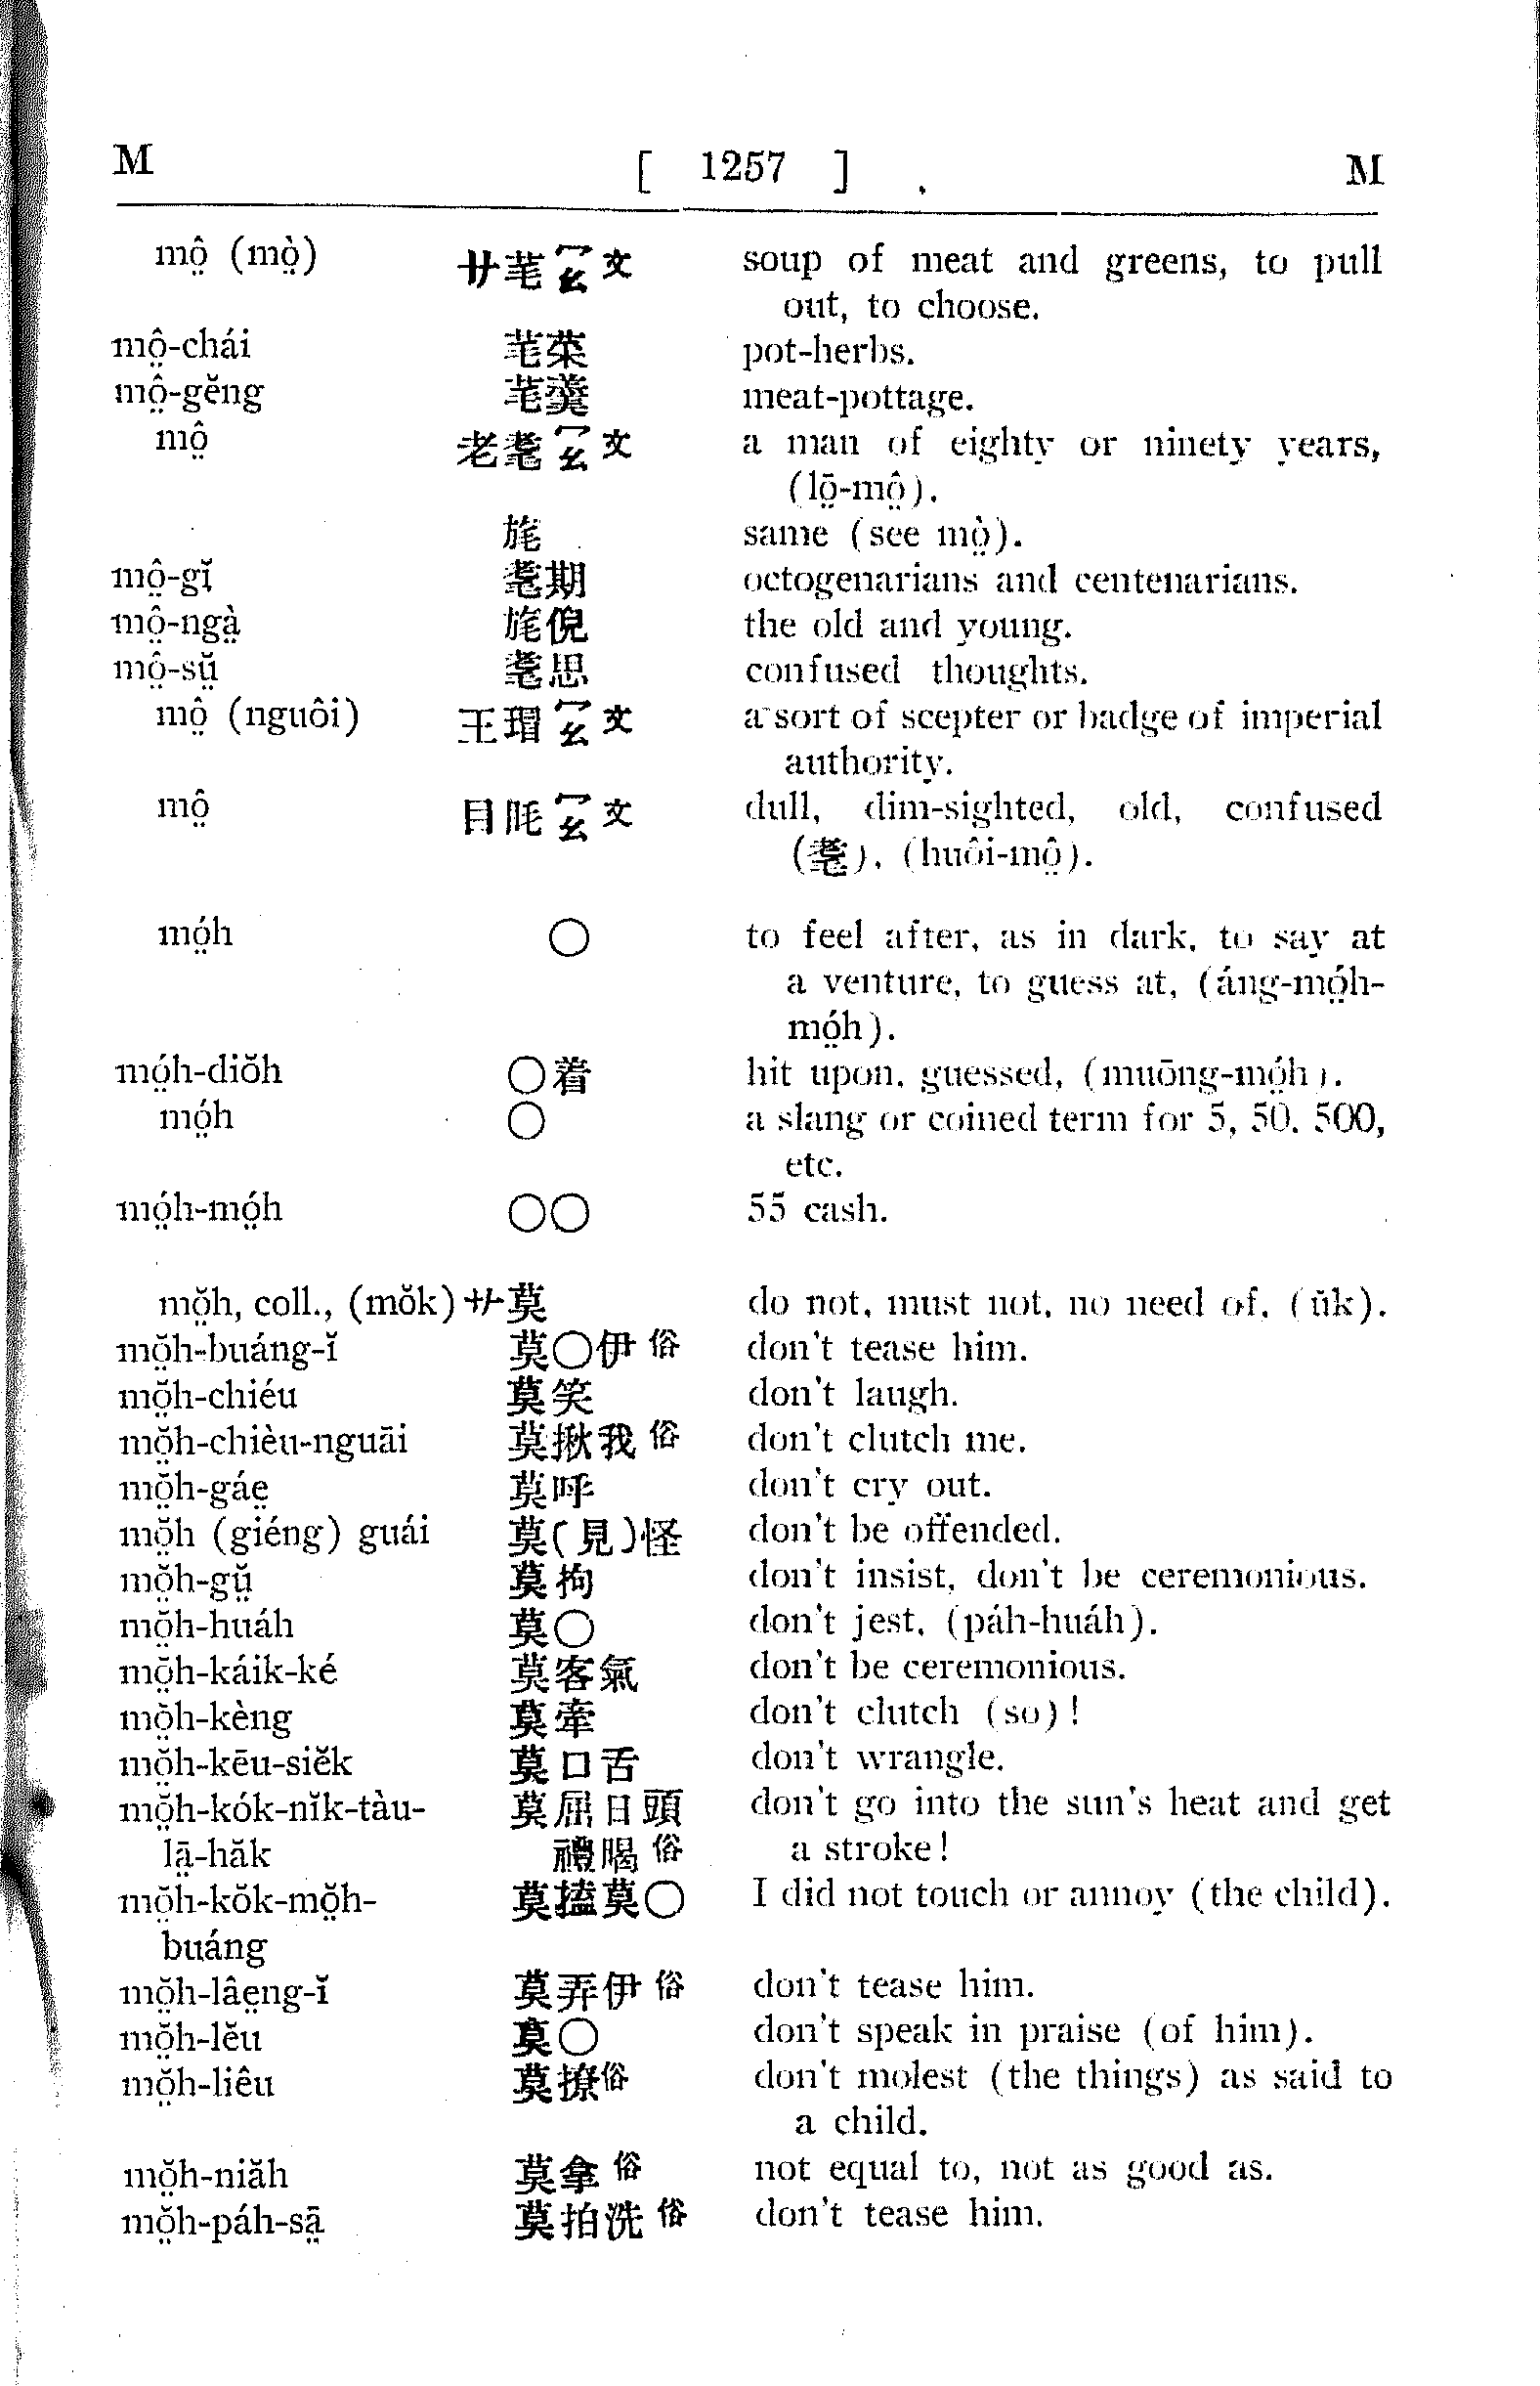 M [ 1257 ] M
mô̤ (mò̤) 艹芼 ㄇㄠ 文 soup of meat and greens, to pull
out, to choose.
mô̤-chái 芼菜 pot-herbs.
mô̤-gĕng 芼羹 meat-pottage.
mô̤ 老耄 ㄇㄠ 文 a man of eighty or ninety years,
(lō̤-mô̤).
旄 same (see mò̤).
mô̤-gĭ 耄期 octogenarians and centenarians.
mô̤-ngà̤ 旄倪 the old and young.
mô̤-sṳ̆ 耄思 confused thoughts.
mô̤ (nguôi) 王瑁 ㄇㄠ 文 a sort of scepter or badge of imperial
authority.
mô̤ 目眊 ㄇㄠ 文 dull, dim-sighted, old, confused
(耄), (huôi-mô̤).
mó̤h ○ to feel after, as in dark, to say at
a venture, to guess at, (áng-mó̤h-
mó̤h).
mó̤h-diŏh ○着 hit upon, guessed, (muōng-mó̤h).
mó̤h ○ a slang or coined term for 5, 50, 500,
etc.
mó̤h-mó̤h ○○ 55 cash.
mŏ̤h, coll., (mŏk) 艹莫 do not, must not, no need of, (ŭk).
mŏ̤h-buáng-ĭ 莫○伊 俗 don't tease him.
mŏ̤h-chiéu 莫笑 don't laugh.
mŏ̤h-chièu-nguāi 莫揪我 俗 don't clutch me.
mŏ̤h-gáe̤ 莫呼 don't cry out.
mŏ̤h (giéng) guái 莫(見)怪 don't be offended.
mŏ̤h-gṳ̆ 莫拘 don't insist, don't be ceremonious.
mŏ̤h-huáh 莫○ don't jest, (páh-huáh).
mŏ̤h-káik-ké 莫客氣 don't be ceremonious.
mŏ̤h-kèng 莫牽 don't clutch (so)!
mŏ̤h-kēu-siĕk 莫口舌 don't wrangle.
mŏ̤h-kók-nĭk-tàu- 莫屈日頭 don't go into the sun's heat and get
lā̤-hăk 禮暍 俗 a stroke!
mŏ̤h-kŏk-mŏ̤h- 莫搕莫○ I did not touch or annoy (the child).
buáng
mŏ̤h-lâe̤ng-ĭ 莫弄伊 俗 don't tease him.
mŏ̤h-lĕu 莫○ don't speak in praise (of him).
mŏ̤h-liêu 莫撩 俗 don't molest (the things) as said to
a child.
mŏ̤h-niăh 莫拿 俗 not equal to, not as good as.
mŏ̤h-páh-sā̤ 莫拍洗 俗 don't tease him.